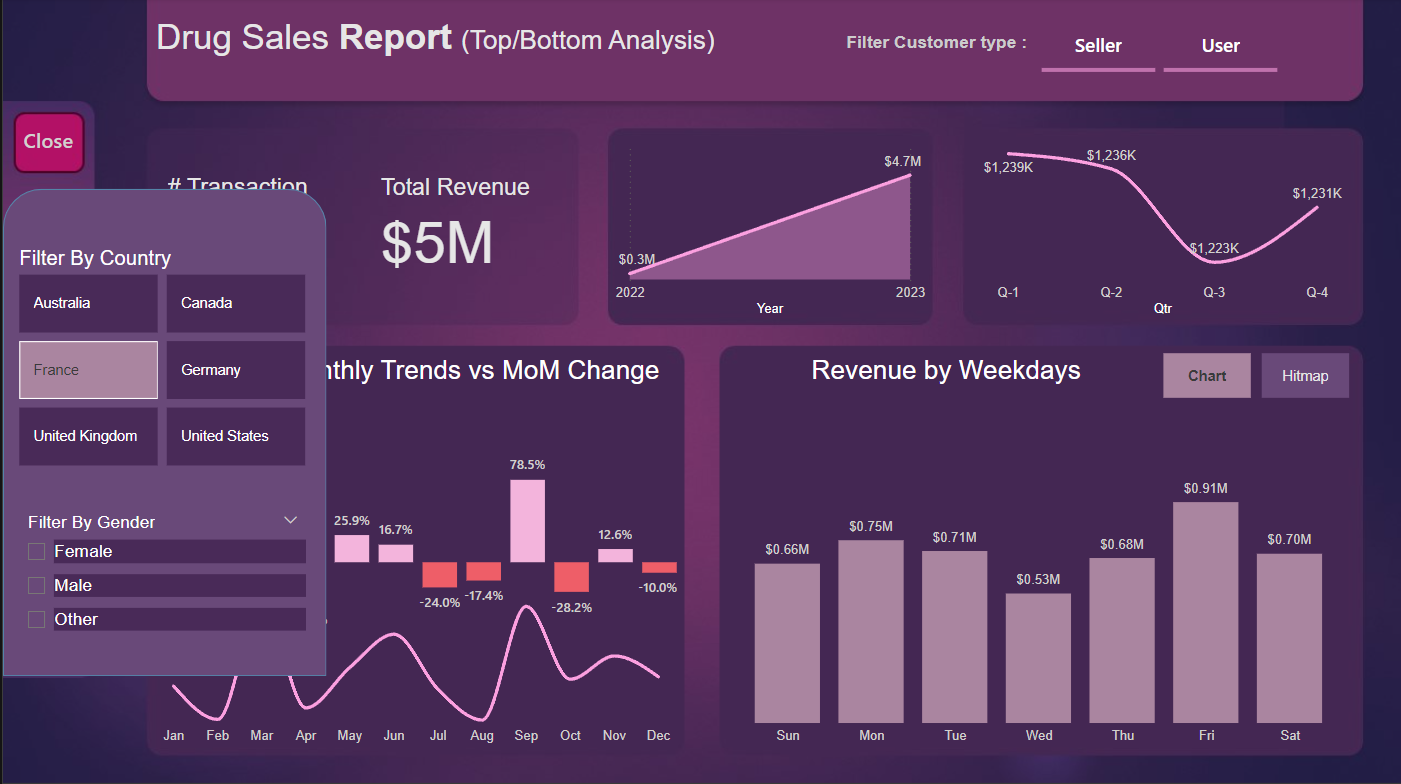 Drug Sales Report (Top/Bottom Analysis)
Filter Customer type :
Seller
User
Close
# Transaction
Total Revenue
$5M
$4.7M
$0.3M
2022
2023
Year
$1,239K
$1,236K
$1,223K
$1,231K
Q-1
Q-2
Q-3
Q-4
Qtr
Filter By Country
Australia
Canada
France
Germany
United Kingdom
United States
Filter By Gender
Female
Male
Other
nthly Trends vs MoM Change
25.9%
16.7%
-24.0%
-17.4%
78.5%
-28.2%
12.6%
-10.0%
Jan
Feb
Mar
Apr
May
Jun
Jul
Aug
Sep
Oct
Nov
Dec
Revenue by Weekdays
Chart
Hitmap
$0.66M
$0.75M
$0.71M
$0.53M
$0.68M
$0.91M
$0.70M
Sun
Mon
Tue
Wed
Thu
Fri
Sat